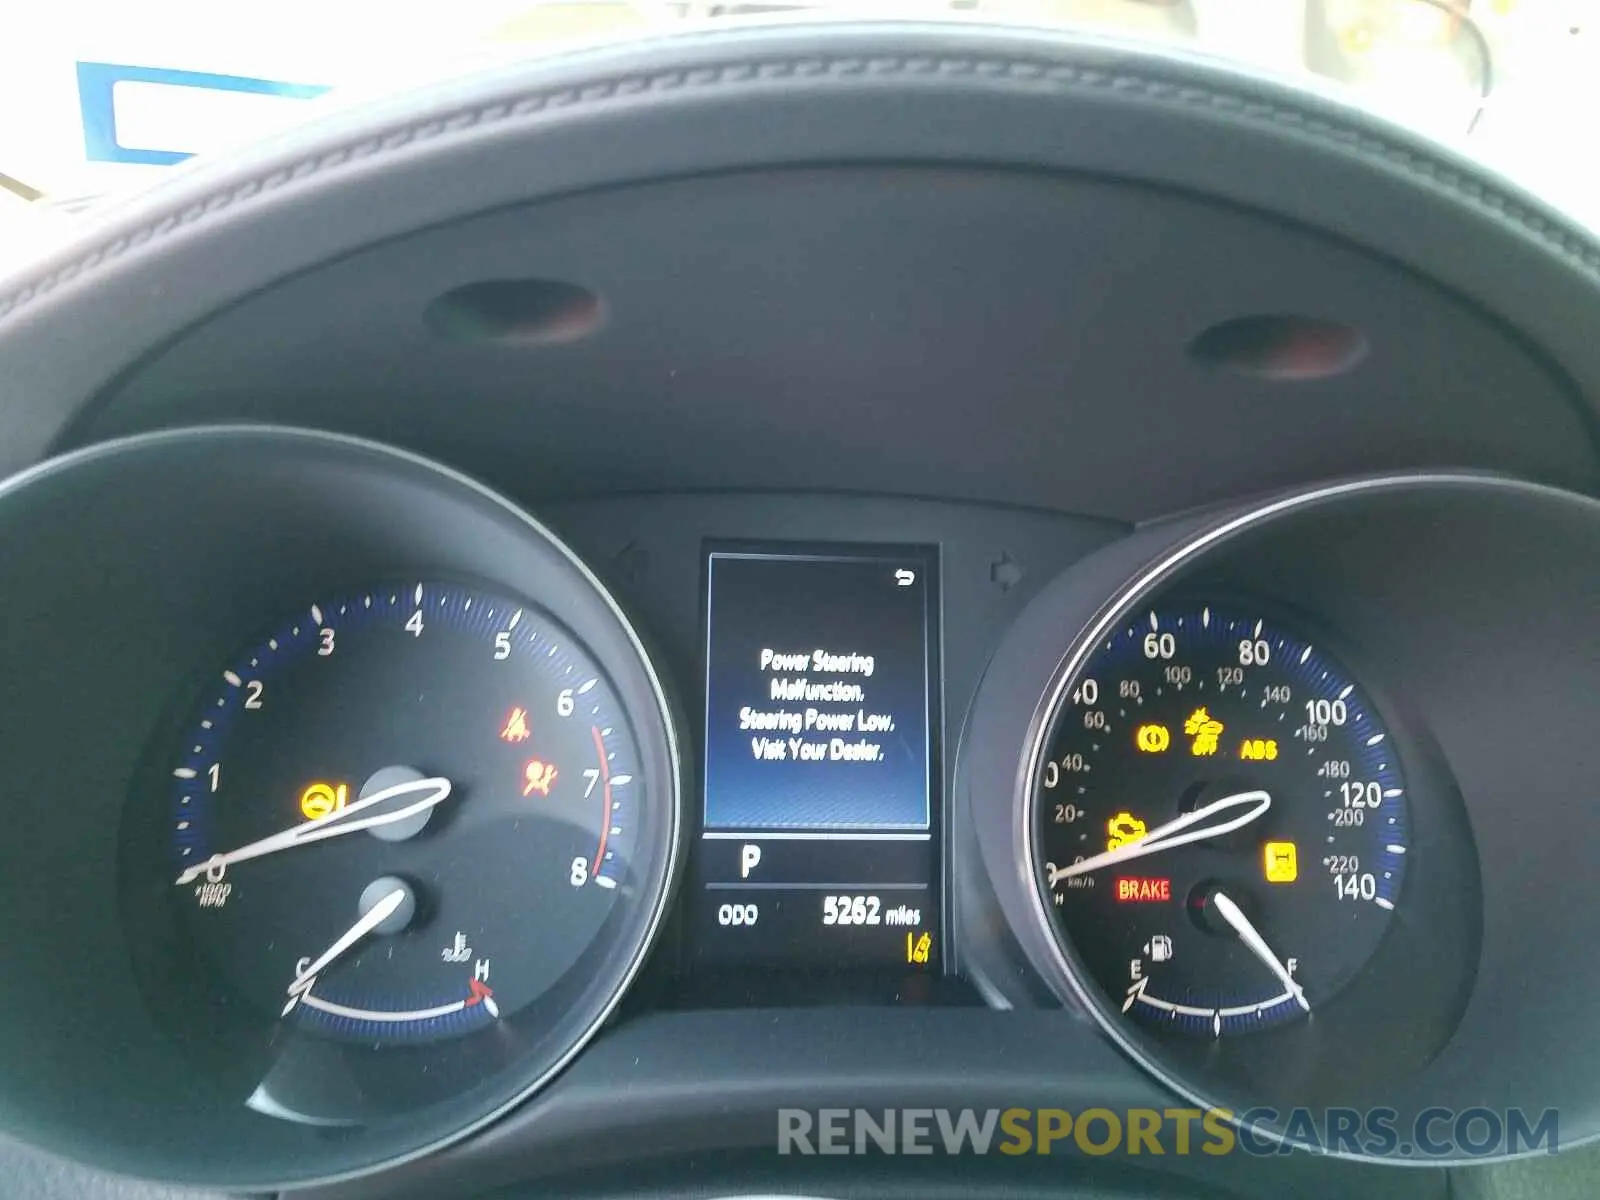 Power Steering
Malfunction.
Steering Power Low.
Visit Your Dealer.
P
ODO 5262 miles
0 1 2 3 4 5 6 7 8
x1000
RPM
C H
60 80 100 120 140
20 40 60 80 100 120 140 160 180 200 220
km/h
OFF
ABS
BRAKE
E F
RENEWSPORTSCARS.COM